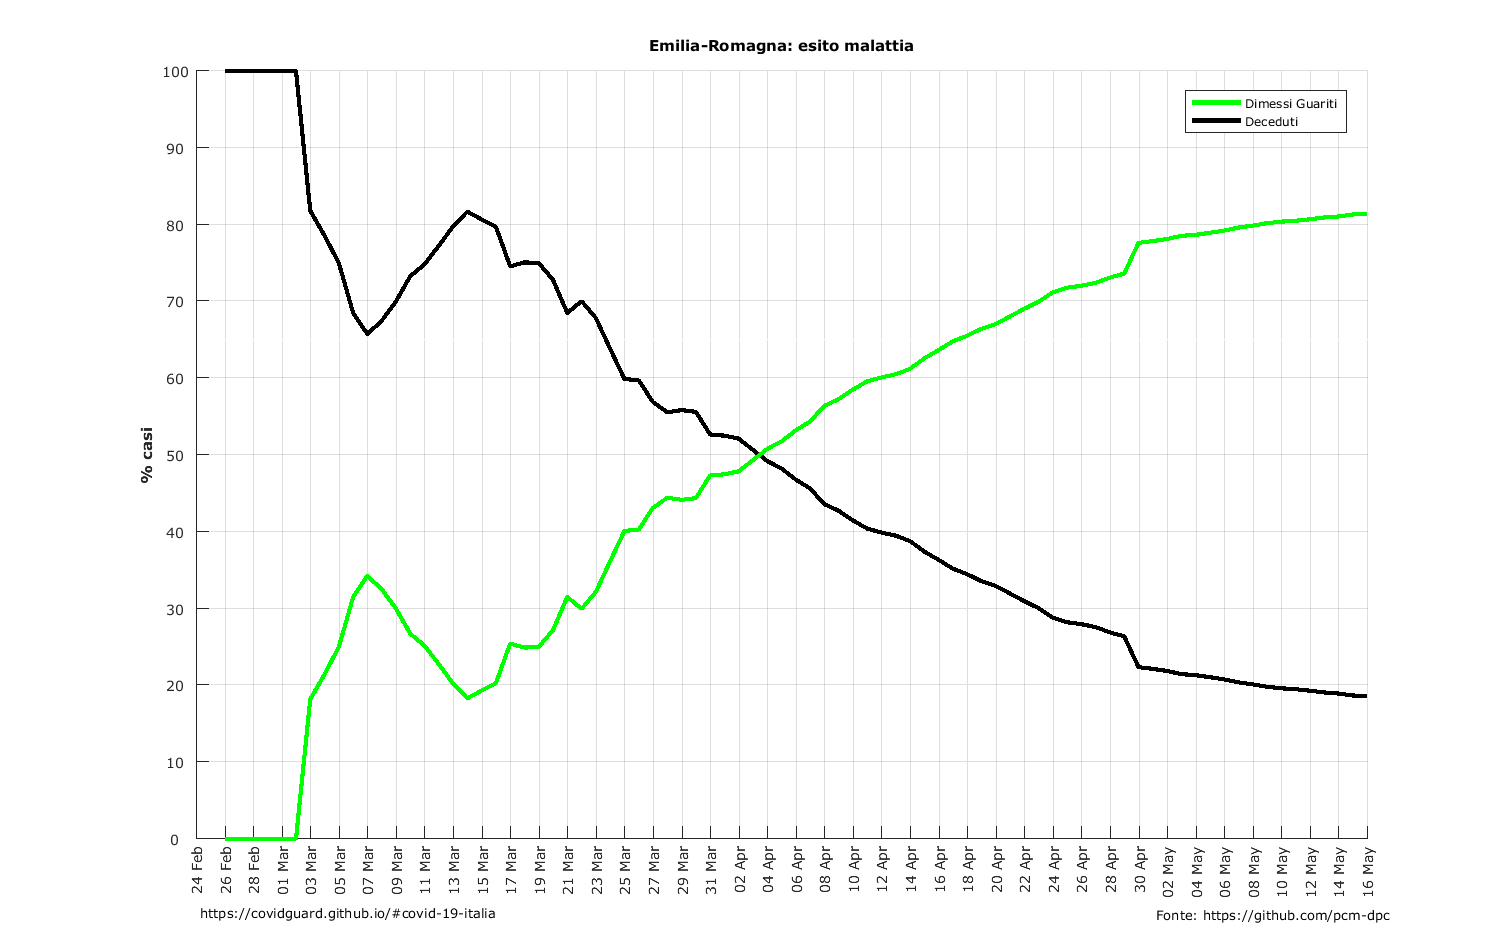 Emilia-Romagna: esito malattia
Dimessi Guariti
Deceduti
% casi
100
90
80
70
60
50
40
30
20
10
0
24 Feb
26 Feb
28 Feb
01 Mar
03 Mar
05 Mar
07 Mar
09 Mar
11 Mar
13 Mar
15 Mar
17 Mar
19 Mar
21 Mar
23 Mar
25 Mar
27 Mar
29 Mar
31 Mar
02 Apr
04 Apr
06 Apr
08 Apr
10 Apr
12 Apr
14 Apr
16 Apr
18 Apr
20 Apr
22 Apr
24 Apr
26 Apr
28 Apr
30 Apr
02 May
04 May
06 May
08 May
10 May
12 May
14 May
16 May
https://covidguard.github.io/#covid-19-italia
Fonte: https://github.com/pcm-dpc